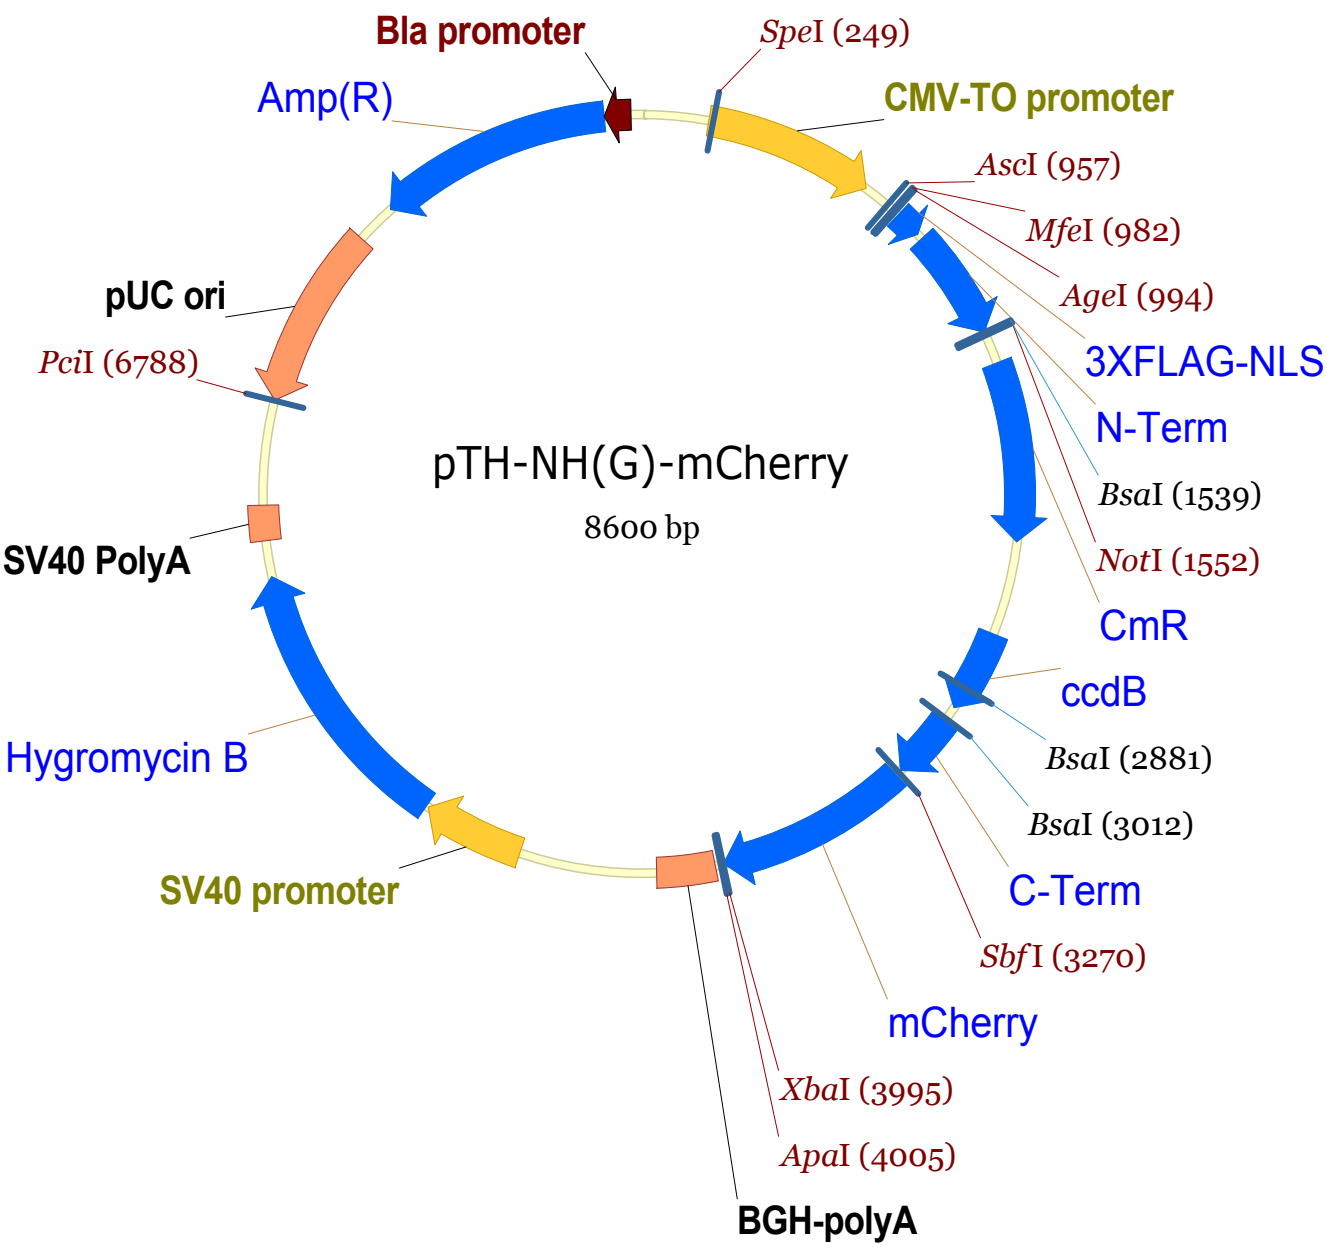 Bla promoter
SpeI (249)
Amp(R)
CMV-TO promoter
AscI (957)
MfeI (982)
AgeI (994)
pUC ori
PciI (6788)
3XFLAG-NLS
N-Term
pTH-NH(G)-mCherry
BsaI (1539)
8600 bp
SV40 PolyA
NotI (1552)
CmR
ccdB
Hygromycin B
BsaI (2881)
BsaI (3012)
SV40 promoter
C-Term
SbfI (3270)
mCherry
XbaI (3995)
ApaI (4005)
BGH-polyA